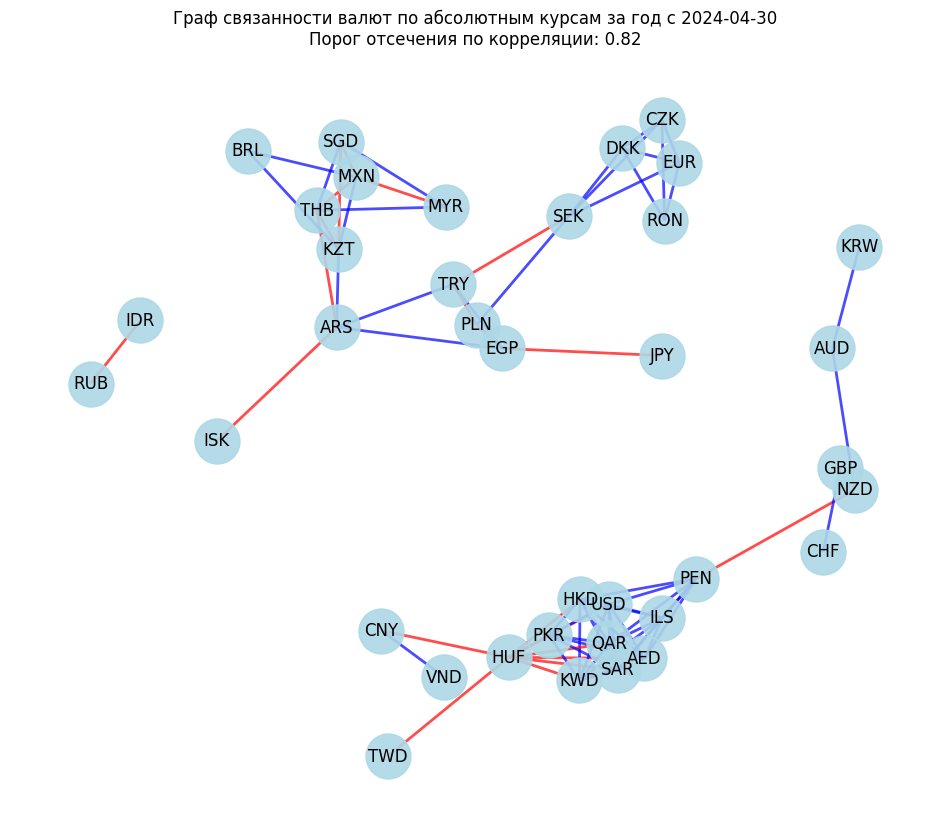 Граф связанности валют по абсолютным курсам за год с 2024-04-30
Порог отсечения по корреляции: 0.82
CZK
SGD
DKK
BRL
EUR
MXN
MYR
THB
SEK
RON
KRW
KZT
TRY
IDR
PLN
ARS
EGP
AUD
JPY
RUB
ISK
GBP
NZD
CHF
PEN
HKD
USD
ILS
CNY
PKR
QAR
HUF
AED
SAR
VND
KWD
TWD